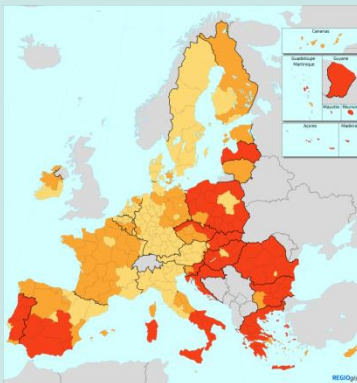 Canarias
Guadeloupe
Martinique
Guyane
Mayotte
Réunion
Açores
Madeira
REGIOgis